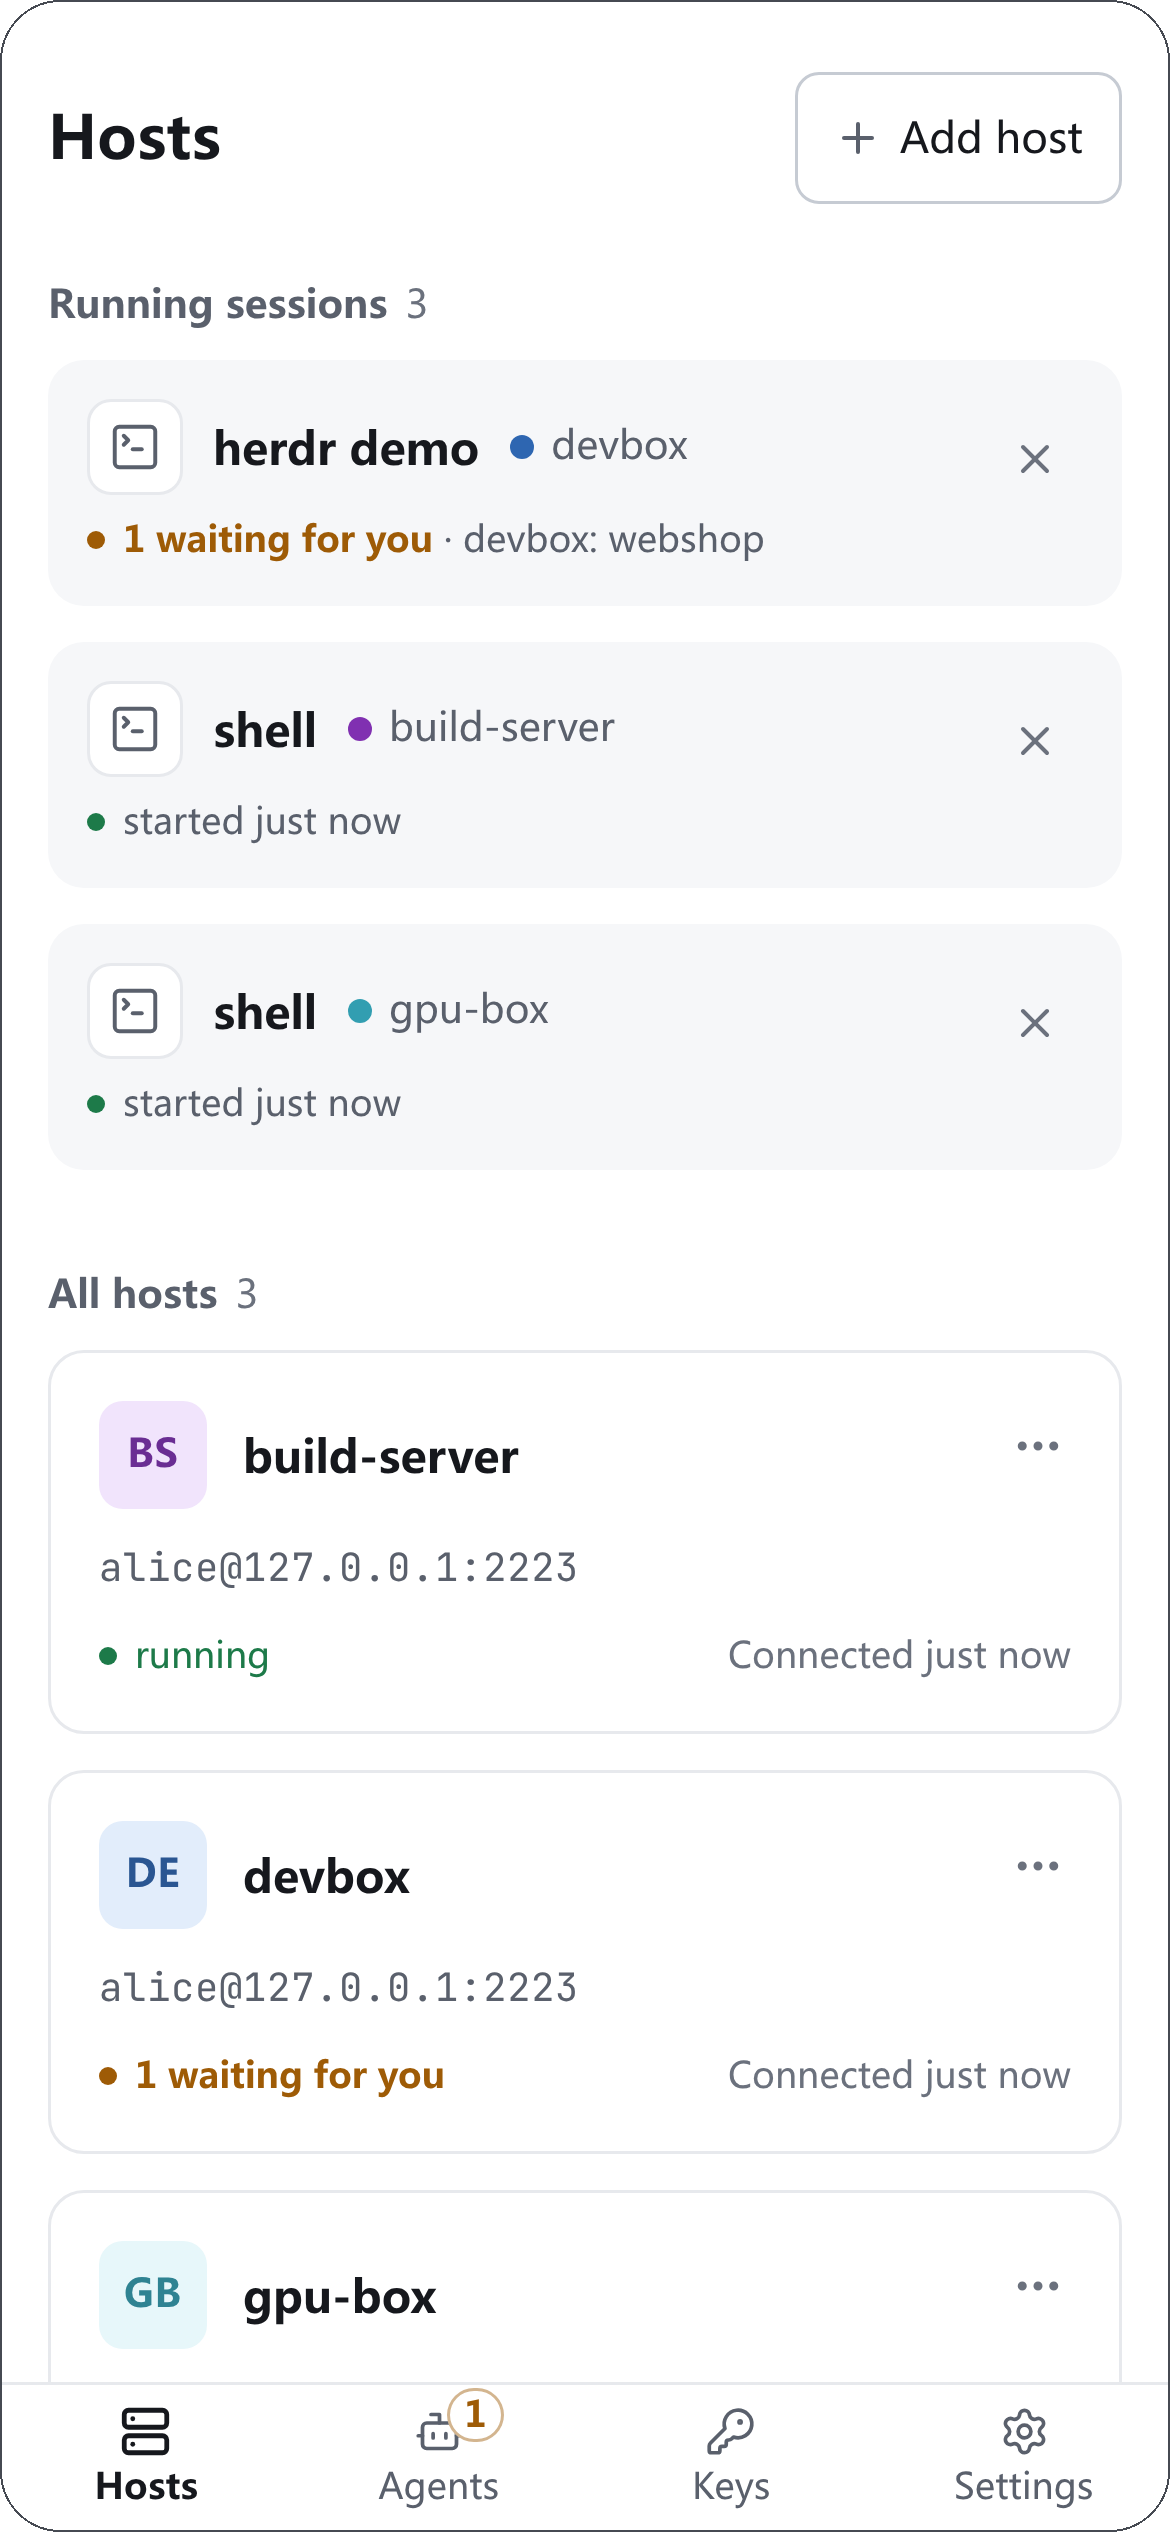 Hosts
+ Add host
Running sessions 3
herdr demo devbox
1 waiting for you · devbox: webshop
shell build-server
started just now
shell gpu-box
started just now
All hosts 3
BS build-server
alice@127.0.0.1:2223
running Connected just now
DE devbox
alice@127.0.0.1:2223
1 waiting for you Connected just now
GB gpu-box
1
Hosts Agents Keys Settings